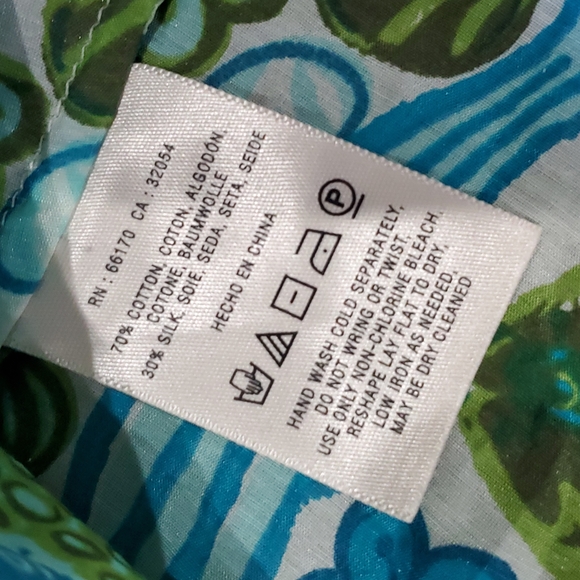 RN : 66170 CA : 32054
70% COTTON, COTON, ALGODÓN,
COTONE, BAUMWOLLE
30% SILK, SOIE, SEDA, SETA, SEIDE
HECHO EN CHINA
P
HAND WASH COLD SEPARATELY,
DO NOT WRING OR TWIST.
USE ONLY NON-CHLORINE BLEACH.
RESHAPE LAY FLAT TO DRY.
LOW IRON AS NEEDED.
MAY BE DRY CLEANED